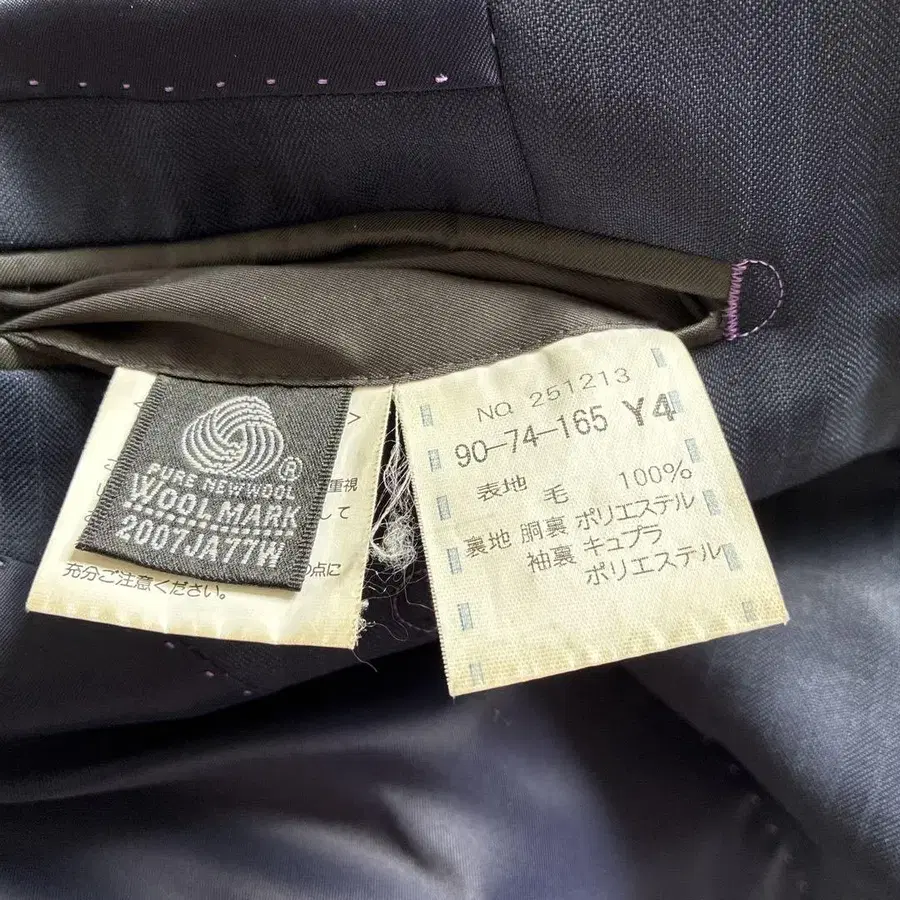 ®
PURE NEW WOOL
WOOLMARK
2007JA77W
重視
して
の点に
充分ご注意ください。
NO. 251213
90-74-165 Y4
表地 毛 100%
裏地 胴裏 ポリエステル
袖裏 キュプラ
ポリエステル